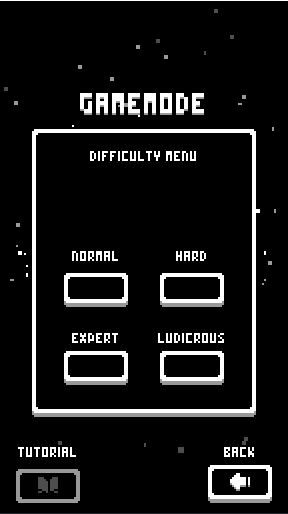 GAMEMODE
DIFFICULTY MENU
NORMAL HARD
EXPERT LUDICROUS
TUTORIAL BACK